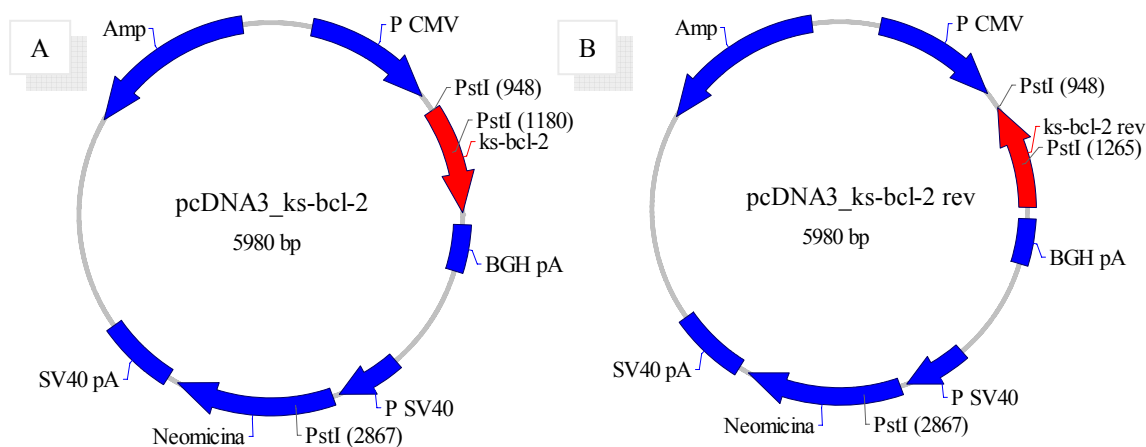 A
Amp
P CMV
PstI (948)
PstI (1180)
ks-bcl-2
pcDNA3_ks-bcl-2
5980 bp
BGH pA
SV40 pA
P SV40
Neomicina
PstI (2867)
B
Amp
P CMV
PstI (948)
ks-bcl-2 rev
PstI (1265)
pcDNA3_ks-bcl-2 rev
5980 bp
BGH pA
SV40 pA
P SV40
Neomicina
PstI (2867)